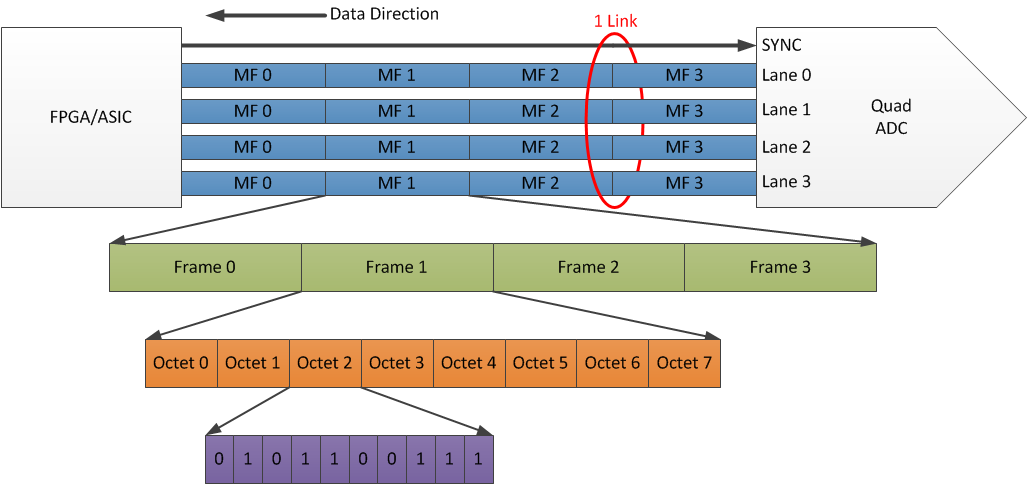 Data Direction
1 Link
SYNC
FPGA/ASIC
Quad
ADC
MF 0 MF 1 MF 2 MF 3 Lane 0
MF 0 MF 1 MF 2 MF 3 Lane 1
MF 0 MF 1 MF 2 MF 3 Lane 2
MF 0 MF 1 MF 2 MF 3 Lane 3
Frame 0 Frame 1 Frame 2 Frame 3
Octet 0 Octet 1 Octet 2 Octet 3 Octet 4 Octet 5 Octet 6 Octet 7
0 1 0 1 1 0 0 1 1 1